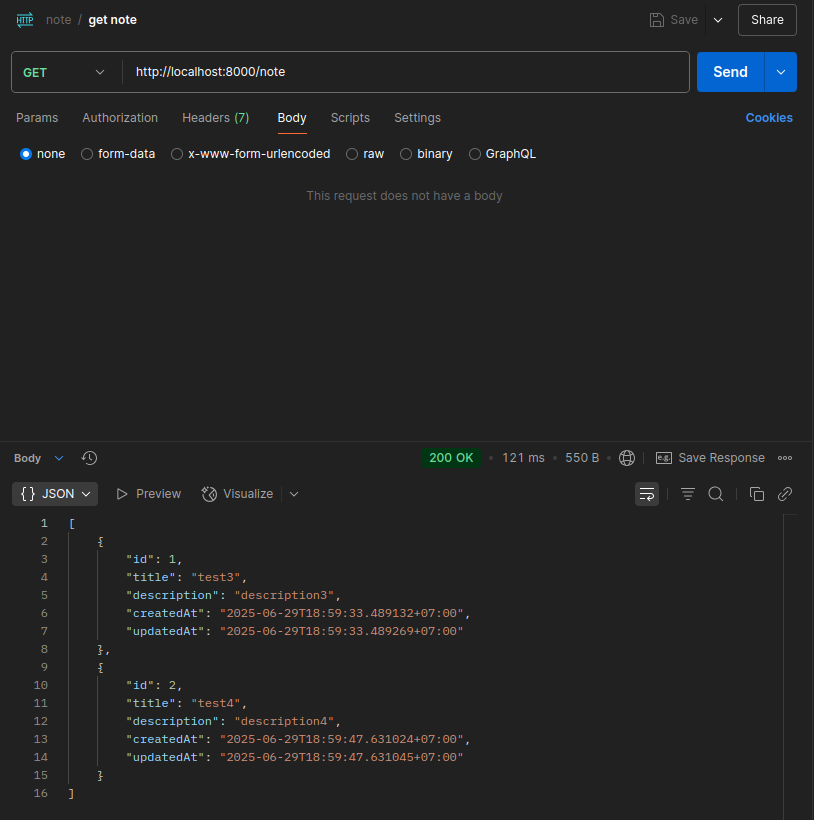 HTTP note / get note Save Share
GET http://localhost:8000/note Send
Params Authorization Headers (7) Body Scripts Settings Cookies
none form-data x-www-form-urlencoded raw binary GraphQL
This request does not have a body
Body 200 OK • 121 ms • 550 B • e.g. Save Response
{} JSON Preview Visualize
1 [
2 {
3 "id": 1,
4 "title": "test3",
5 "description": "description3",
6 "createdAt": "2025-06-29T18:59:33.489132+07:00",
7 "updatedAt": "2025-06-29T18:59:33.489269+07:00"
8 },
9 {
10 "id": 2,
11 "title": "test4",
12 "description": "description4",
13 "createdAt": "2025-06-29T18:59:47.631024+07:00",
14 "updatedAt": "2025-06-29T18:59:47.631045+07:00"
15 }
16 ]